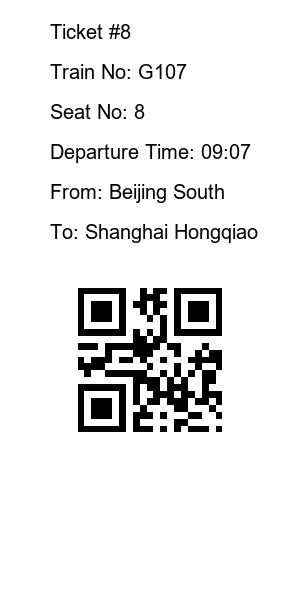 Ticket #8
Train No: G107
Seat No: 8
Departure Time: 09:07
From: Beijing South
To: Shanghai Hongqiao